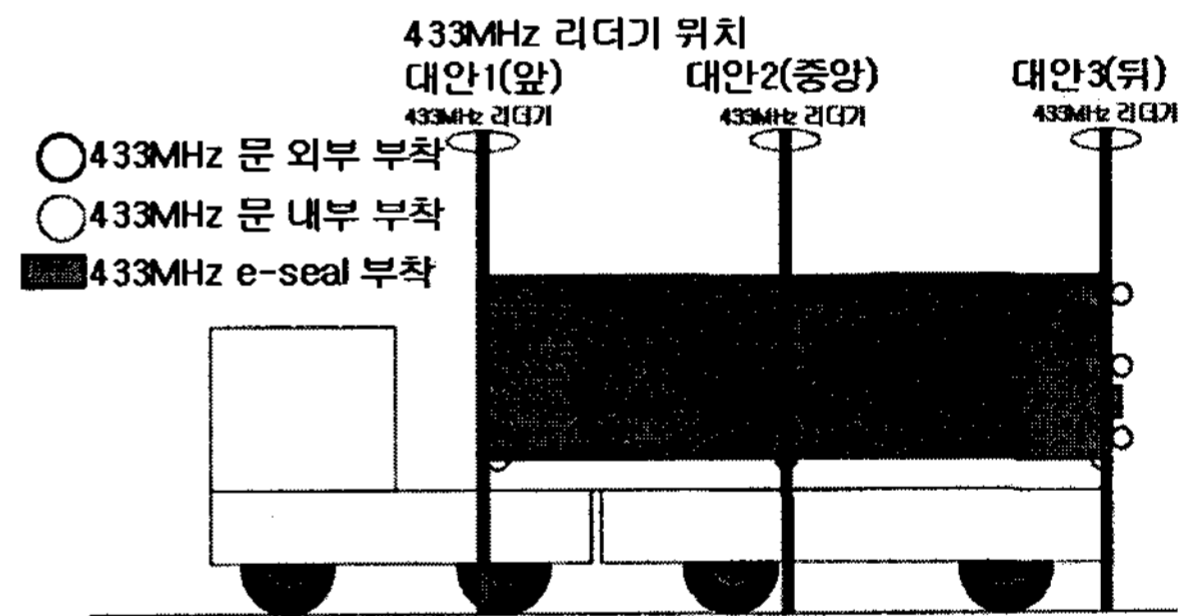 433MHz 리더기 위치
대안1(앞) 대안2(중앙) 대안3(뒤)
433MHz 리더기 433MHz 리더기 433MHz 리더기
433MHz 문 외부 부착
433MHz 문 내부 부착
433MHz e-seal 부착